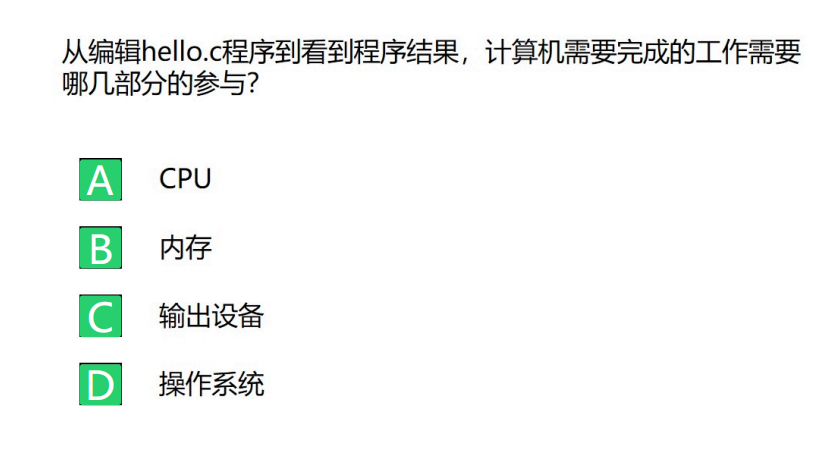 从编辑hello.c程序到看到程序结果，计算机需要完成的工作需要
哪几部分的参与？
A CPU
B 内存
C 输出设备
D 操作系统